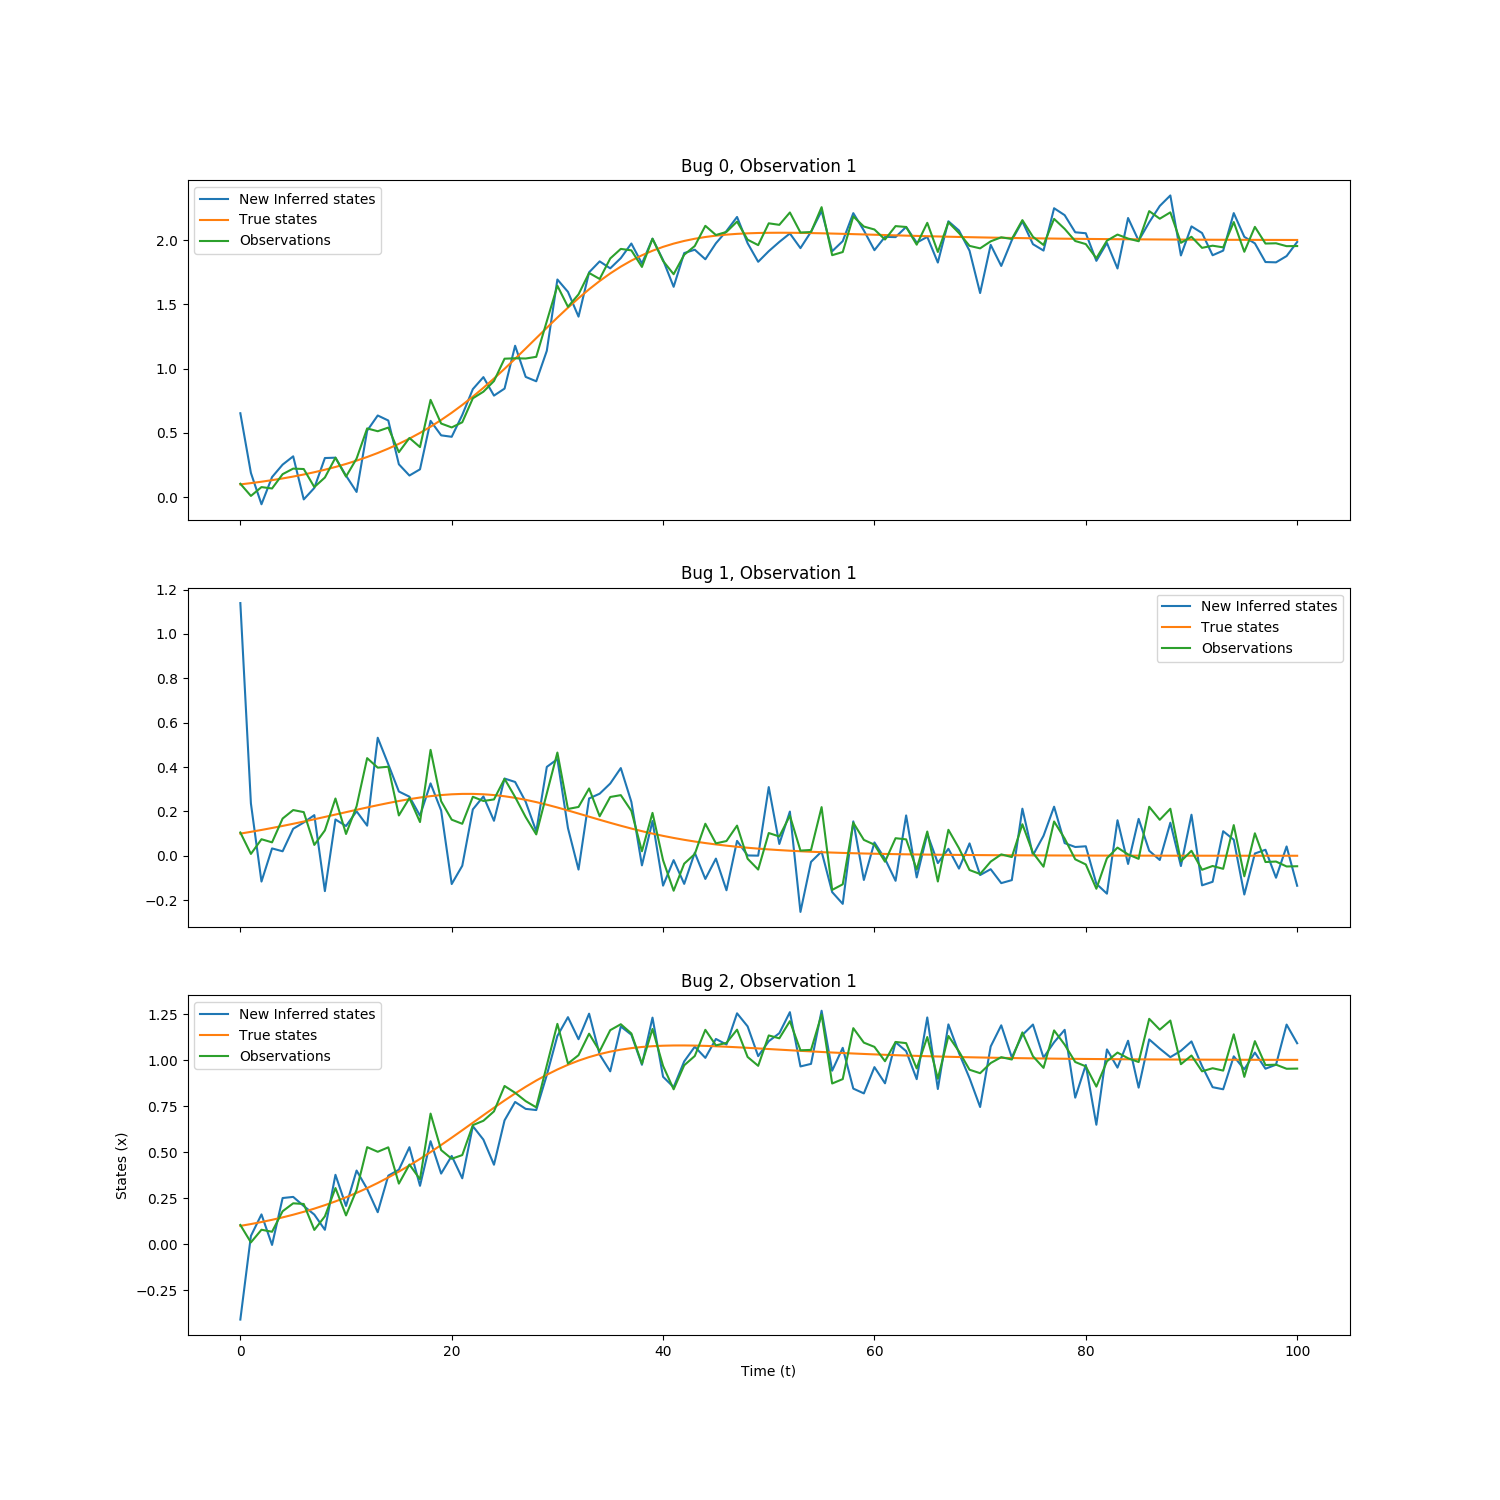 Bug 0, Observation 1
New Inferred states
True states
Observations
2.0
1.5
1.0
0.5
0.0
Bug 1, Observation 1
New Inferred states
True states
Observations
1.2
1.0
0.8
0.6
0.4
0.2
0.0
−0.2
Bug 2, Observation 1
New Inferred states
True states
Observations
1.25
1.00
0.75
0.50
0.25
0.00
−0.25
States (x)
0 20 40 60 80 100
Time (t)